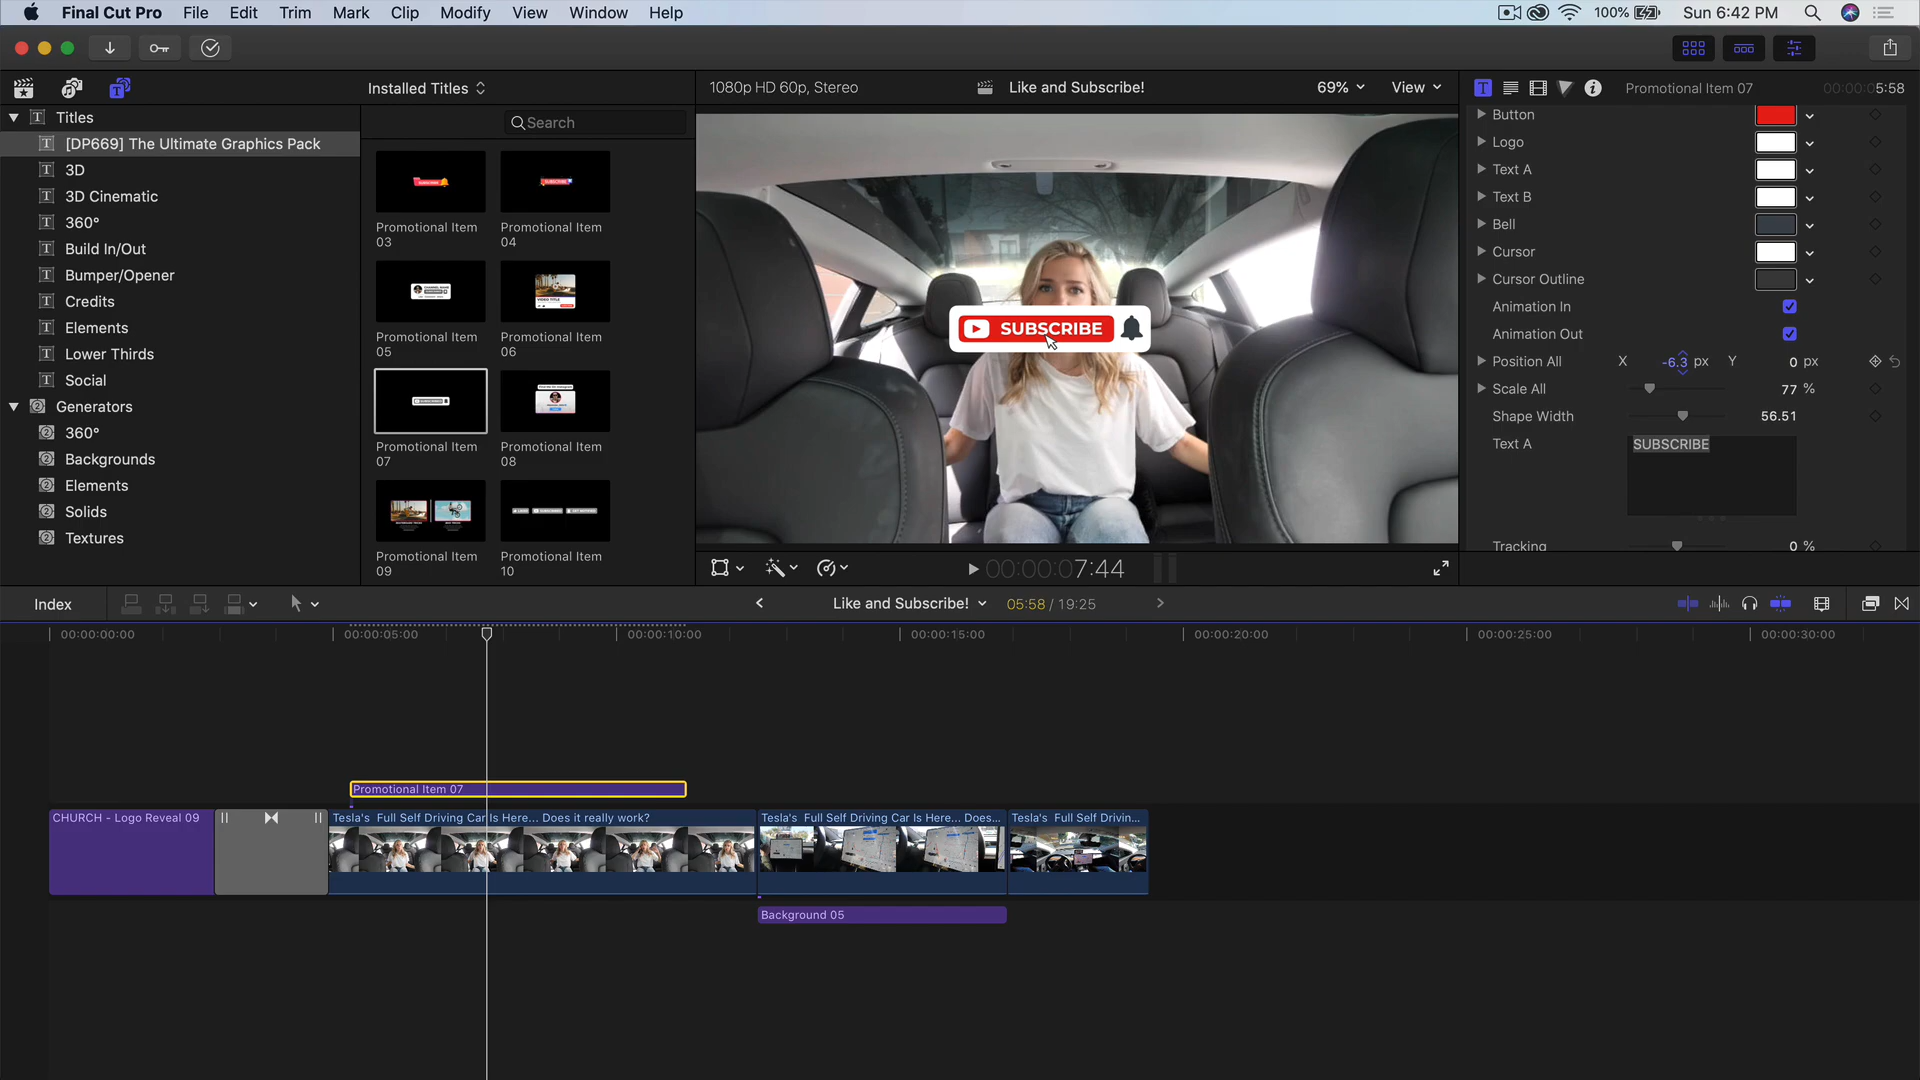 Final Cut Pro File Edit Trim Mark Clip Modify View Window Help 100% Sun 6:42 PM
Installed Titles
1080p HD 60p, Stereo Like and Subscribe! 69% View
Promotional Item 07 00:00:05:58
Titles
[DP669] The Ultimate Graphics Pack
3D
3D Cinematic
360°
Build In/Out
Bumper/Opener
Credits
Elements
Lower Thirds
Social
Generators
360°
Backgrounds
Elements
Solids
Textures
Search
Promotional Item 03
Promotional Item 04
Promotional Item 05
Promotional Item 06
Promotional Item 07
Promotional Item 08
Promotional Item 09
Promotional Item 10
SUBSCRIBE
00:00:07:44
Button
Logo
Text A
Text B
Bell
Cursor
Cursor Outline
Animation In
Animation Out
Position All X -6.3 px Y 0 px
Scale All 77 %
Shape Width 56.51
Text A SUBSCRIBE
Tracking 0 %
Index Like and Subscribe! 05:58 / 19:25
00:00:00:00 00:00:05:00 00:00:10:00 00:00:15:00 00:00:20:00 00:00:25:00 00:00:30:00
Promotional Item 07
CHURCH - Logo Reveal 09
Tesla's Full Self Driving Car Is Here... Does it really work?
Tesla's Full Self Driving Car Is Here... Does...
Tesla's Full Self Drivin...
Background 05